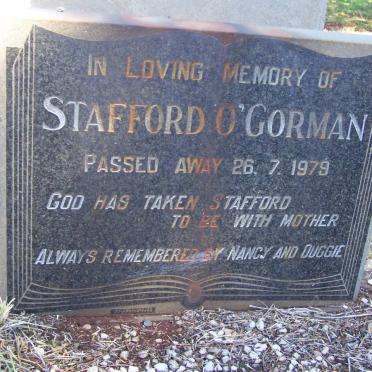 IN LOVING MEMORY OF
STAFFORD O'GORMAN
PASSED AWAY 26. 7. 1979
GOD HAS TAKEN STAFFORD
TO BE WITH MOTHER
ALWAYS REMEMBERED BY NANCY AND DUGGIE